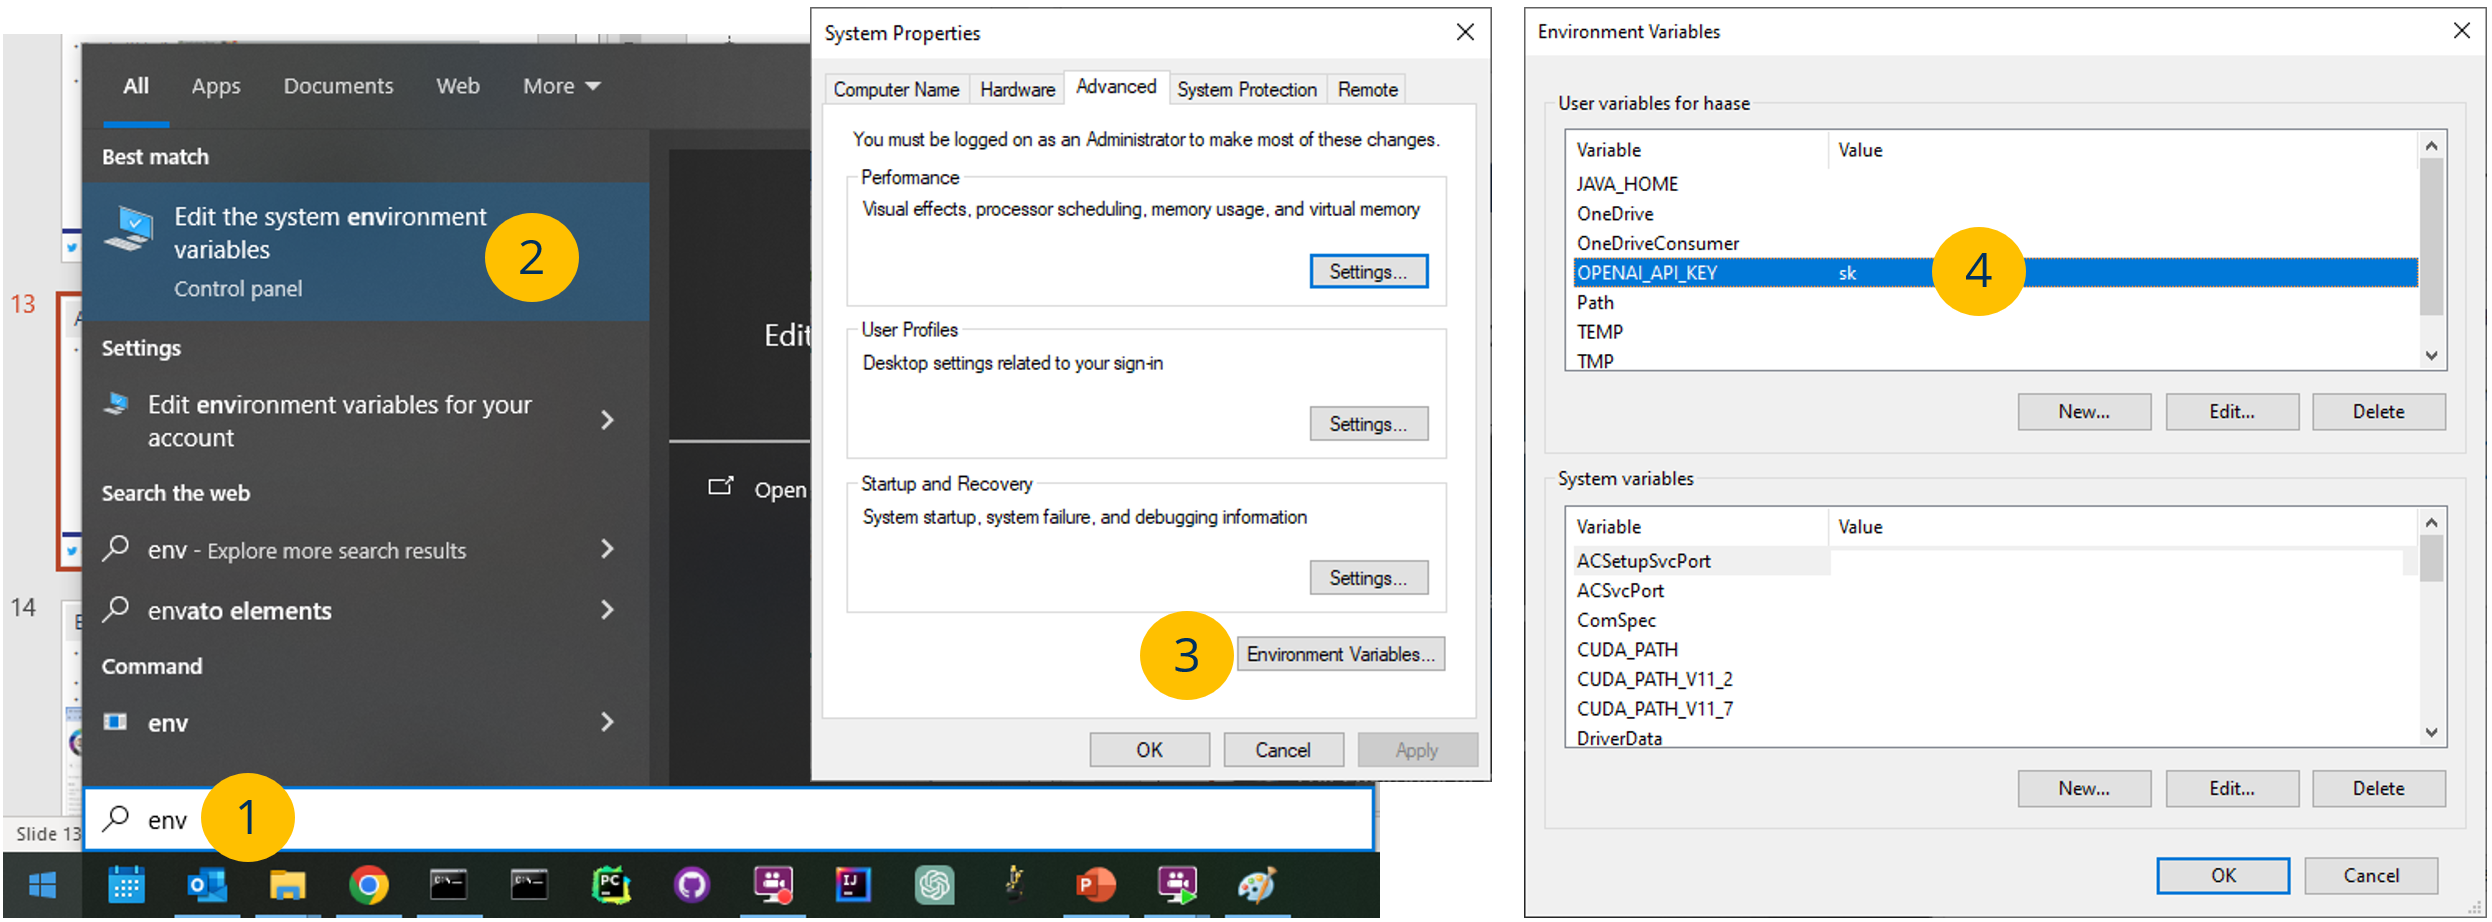 All Apps Documents Web More
Best match
Edit the system environment
variables
Control panel
2
Settings
Edit environment variables for your
account
Search the web
env - Explore more search results
envato elements
Command
env
env
1
13
14
Slide 13
Edit
Open
System Properties
Computer Name Hardware Advanced System Protection Remote
You must be logged on as an Administrator to make most of these changes.
Performance
Visual effects, processor scheduling, memory usage, and virtual memory
Settings...
User Profiles
Desktop settings related to your sign-in
Settings...
Startup and Recovery
System startup, system failure, and debugging information
Settings...
3
Environment Variables...
OK Cancel Apply
Environment Variables
User variables for haase
Variable Value
JAVA_HOME
OneDrive
OneDriveConsumer
OPENAI_API_KEY sk
4
Path
TEMP
TMP
New... Edit... Delete
System variables
Variable Value
ACSetupSvcPort
ACSvcPort
ComSpec
CUDA_PATH
CUDA_PATH_V11_2
CUDA_PATH_V11_7
DriverData
New... Edit... Delete
OK Cancel